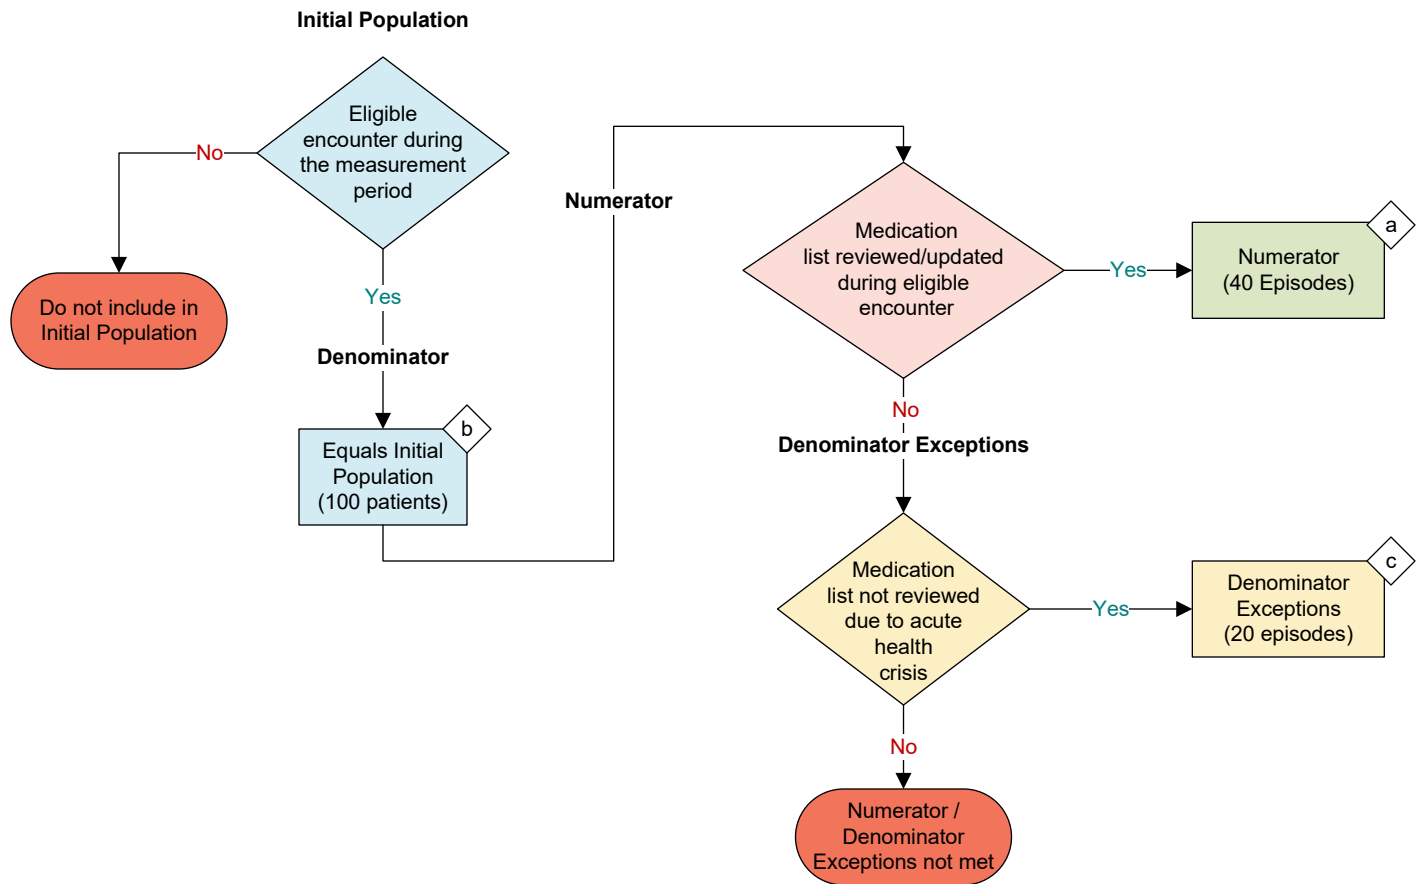 Initial Population
Eligible
encounter during
the measurement
period
No
Do not include in
Initial Population
Yes
Denominator
b
Equals Initial
Population
(100 patients)
Numerator
Medication
list reviewed/updated
during eligible
encounter
Yes
a
Numerator
(40 Episodes)
No
Denominator Exceptions
Medication
list not reviewed
due to acute
health
crisis
Yes
c
Denominator
Exceptions
(20 episodes)
No
Numerator /
Denominator
Exceptions not met